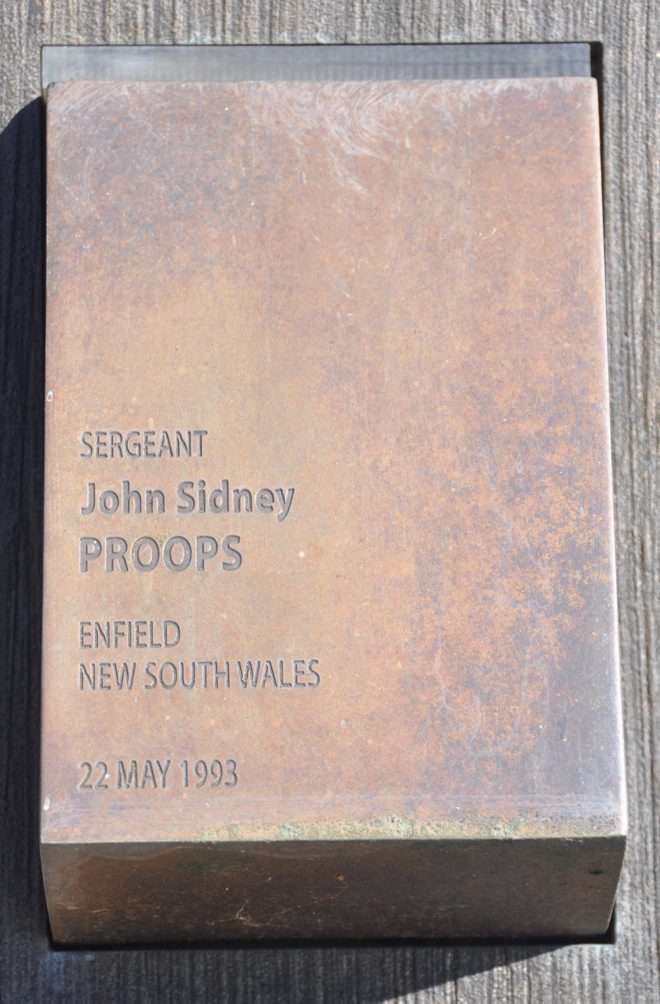 SERGEANT
John Sidney
PROOPS
ENFIELD
NEW SOUTH WALES
22 MAY 1993